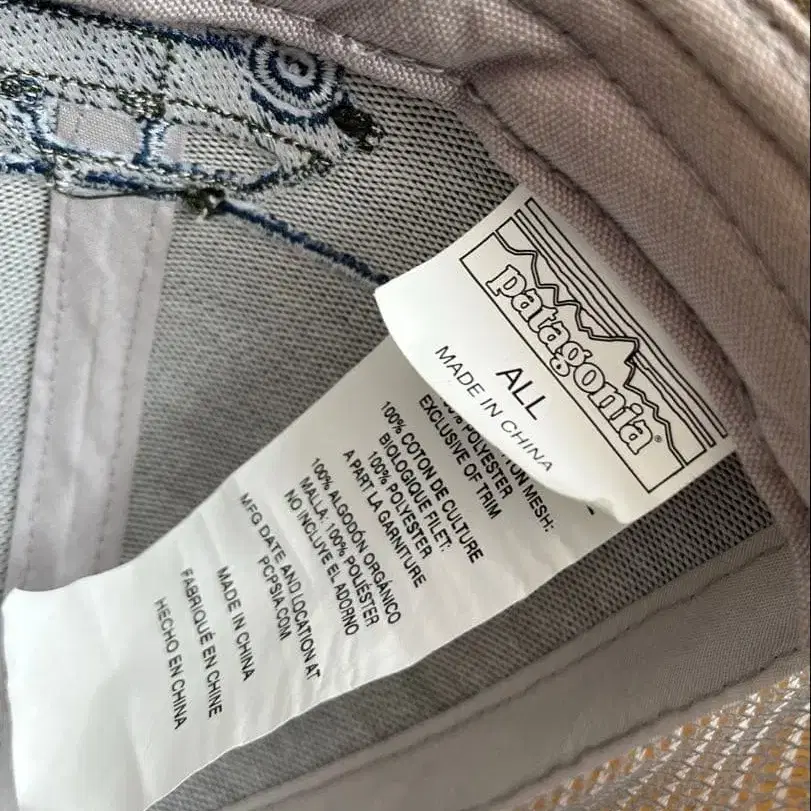 patagonia®
ALL
MADE IN CHINA
MESH:
POLYESTER
EXCLUSIVE OF TRIM
100% COTON DE CULTURE
BIOLOGIQUE FILET:
100% POLYESTER
A PART LA GARNITURE
100% ALGODÓN ORGÁNICO
MALLA: 100% POLIÉSTER
NO INCLUYE EL ADORNO
MFG DATE AND LOCATION AT
PCPSIA.COM
MADE IN CHINA
FABRIQUÉ EN CHINE
HECHO EN CHINA